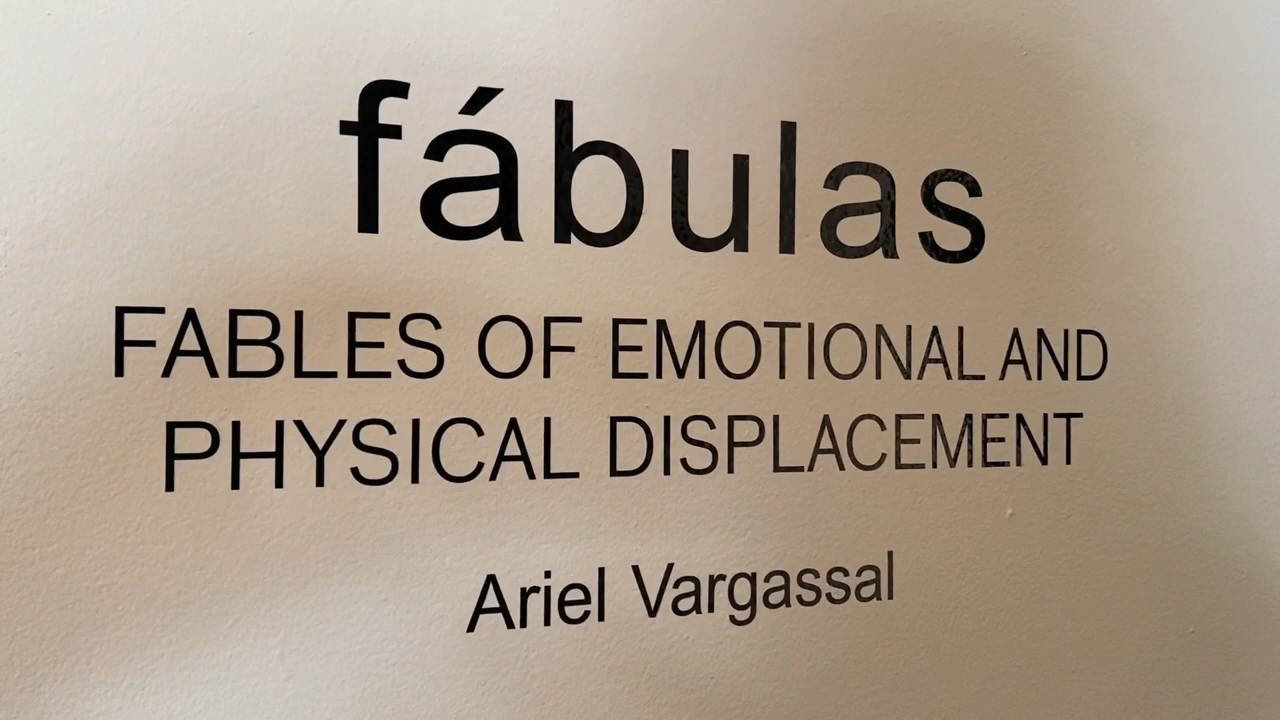 fábulas
FABLES OF EMOTIONAL AND
PHYSICAL DISPLACEMENT
Ariel Vargassal